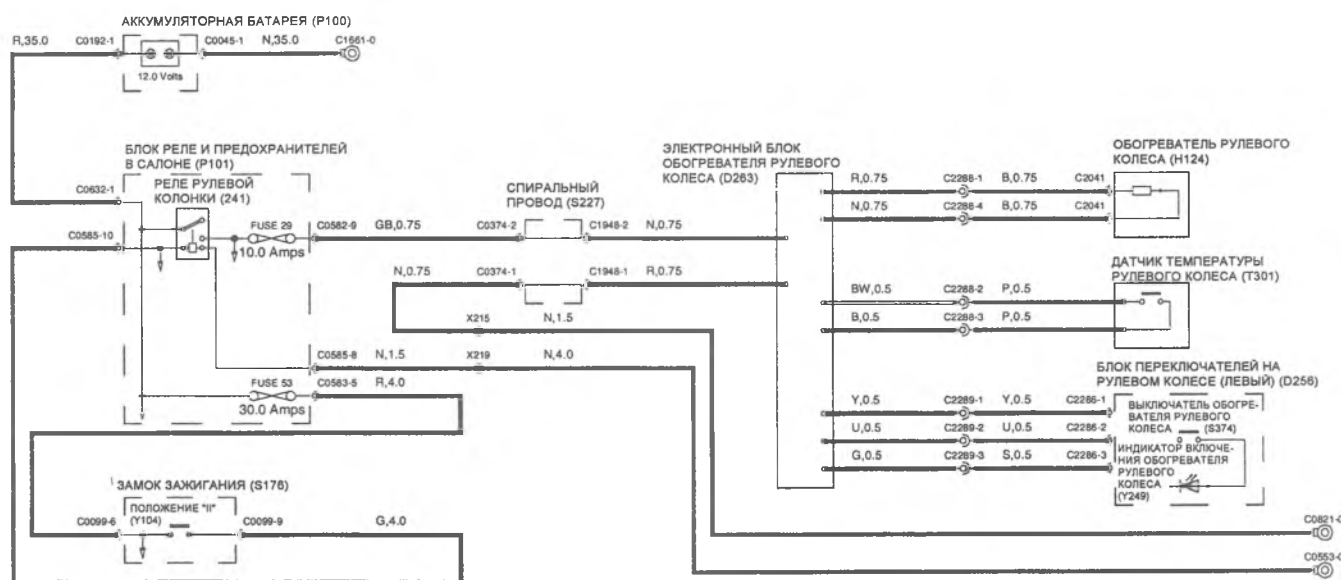 АККУМУЛЯТОРНАЯ БАТАРЕЯ (P100)
R,35.0 C0192-1 C0045-1 N,35.0 C1661-0
12.0 Volts
БЛОК РЕЛЕ И ПРЕДОХРАНИТЕЛЕЙ
В САЛОНЕ (P101)
C0632-1
РЕЛЕ РУЛЕВОЙ
КОЛОНКИ (241)
C0585-10
FUSE 29
10.0 Amps
C0582-9 GB,0.75 C0374-2
СПИРАЛЬНЫЙ
ПРОВОД (S227)
C1948-2 N,0.75
N,0.75 C0374-1 C1948-1 R,0.75
X215 N,1.5
C0585-8 N,1.5 X219 N,4.0
FUSE 53
30.0 Amps
C0583-5 R,4.0
ЭЛЕКТРОННЫЙ БЛОК
ОБОГРЕВАТЕЛЯ РУЛЕВОГО
КОЛЕСА (D263)
ОБОГРЕВАТЕЛЬ РУЛЕВОГО
КОЛЕСА (H124)
R,0.75 C2288-1 B,0.75 C2041
N,0.75 C2288-4 B,0.75 C2041
ДАТЧИК ТЕМПЕРАТУРЫ
РУЛЕВОГО КОЛЕСА (T301)
BW,0.5 C2288-2 P,0.5
B,0.5 C2288-3 P,0.5
БЛОК ПЕРЕКЛЮЧАТЕЛЕЙ НА
РУЛЕВОМ КОЛЕСЕ (ЛЕВЫЙ) (D256)
Y,0.5 C2289-1 Y,0.5 C2286-1
U,0.5 C2289-2 U,0.5 C2286-2
G,0.5 C2289-3 S,0.5 C2286-3
ВЫКЛЮЧАТЕЛЬ ОБОГРЕ-
ВАТЕЛЯ РУЛЕВОГО
КОЛЕСА (S374)
ИНДИКАТОР ВКЛЮЧЕ-
НИЯ ОБОГРЕВАТЕЛЯ
РУЛЕВОГО
КОЛЕСА
(Y249)
ЗАМОК ЗАЖИГАНИЯ (S176)
ПОЛОЖЕНИЕ "II"
(Y104)
C0099-6 C0099-9 G,4.0
C0821-0
C0553-0